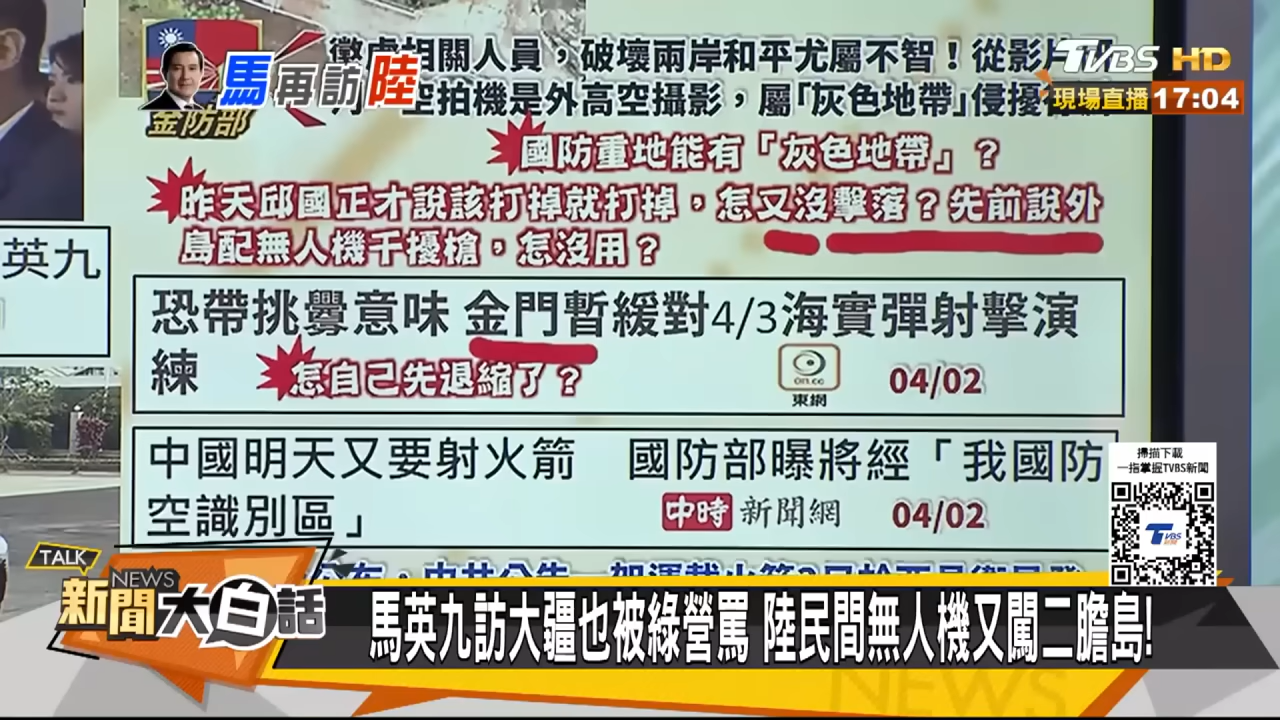 懲處相關人員，破壞兩岸和平尤屬不智！從影片
空拍機是外高空攝影，屬「灰色地帶」侵擾
金防部
馬再訪陸
TVBS HD
現場直播 17:04
國防重地能有「灰色地帶」？
昨天邱國正才說該打掉就打掉，怎又沒擊落？先前說外
島配無人機干擾槍，怎沒用？
英九
恐帶挑釁意味 金門暫緩對4/3海實彈射擊演
練
怎自己先退縮了？
on.cc
東網
04/02
中國明天又要射火箭 國防部曝將經「我國防
空識別區」
中時 新聞網
04/02
掃描下載
一指掌握TVBS新聞
TVBS
新聞
TALK
NEWS
新聞大白話
馬英九訪大疆也被綠營罵 陸民間無人機又闖二膽島!
NEWS